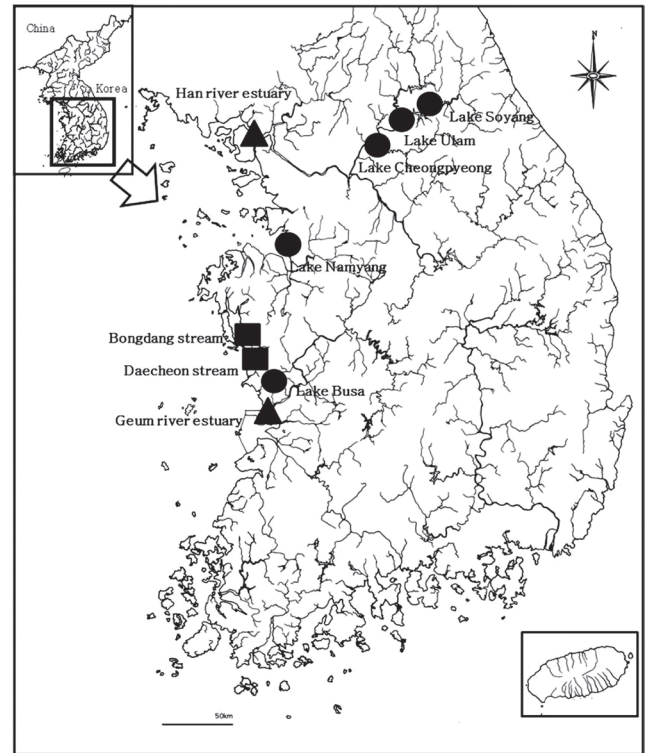 China
Korea
N
Han river estuary
Lake Soyang
Lake Uiam
Lake Cheongpyeong
Lake Namyang
Bongdang stream
Daecheon stream
Lake Busa
Geum river estuary
50km